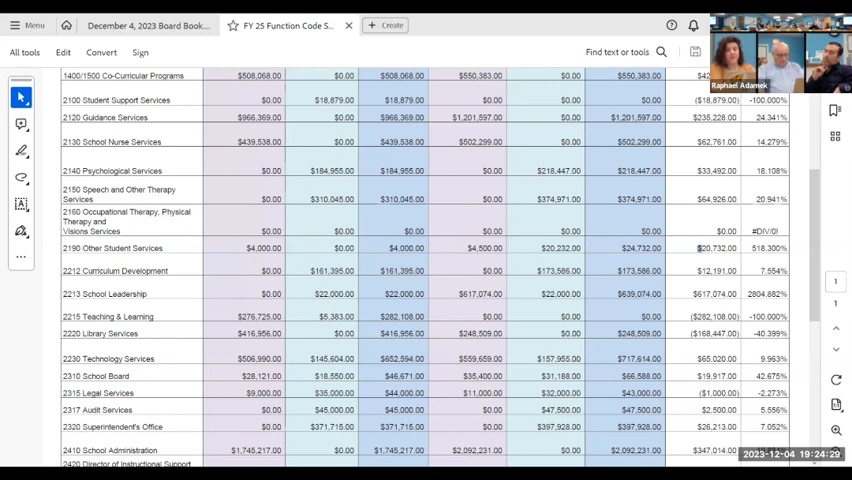 Menu
December 4, 2023 Board Book...
FY 25 Function Code S...
Create
All tools Edit Convert Sign
Find text or tools
Raphael Adamek
1400/1500 Co-Curricular Programs $508,068.00 $0.00 $508,068.00 $550,383.00 $0.00 $550,383.00
2100 Student Support Services $0.00 $18,879.00 $18,879.00 $0.00 $0.00 $0.00 ($18,879.00) -100.000%
2120 Guidance Services $966,369.00 $0.00 $966,369.00 $1,201,597.00 $0.00 $1,201,597.00 $235,228.00 24.341%
2130 School Nurse Services $439,538.00 $0.00 $439,538.00 $502,299.00 $0.00 $502,299.00 $62,761.00 14.279%
2140 Psychological Services $0.00 $184,955.00 $184,955.00 $0.00 $218,447.00 $218,447.00 $33,492.00 18.108%
2150 Speech and Other Therapy
Services $0.00 $310,045.00 $310,045.00 $0.00 $374,971.00 $374,971.00 $64,926.00 20.941%
2160 Occupational Therapy, Physical
Therapy and
Visions Services $0.00 $0.00 $0.00 $0.00 $0.00 $0.00 $0.00 #DIV/0!
2190 Other Student Services $4,000.00 $0.00 $4,000.00 $4,500.00 $20,232.00 $24,732.00 $20,732.00 518.300%
2212 Curriculum Development $0.00 $161,395.00 $161,395.00 $0.00 $173,586.00 $173,586.00 $12,191.00 7.554%
2213 School Leadership $0.00 $22,000.00 $22,000.00 $617,074.00 $22,000.00 $639,074.00 $617,074.00 2804.882%
2215 Teaching & Learning $276,725.00 $5,383.00 $282,108.00 $0.00 $0.00 $0.00 ($282,108.00) -100.000%
2220 Library Services $416,956.00 $0.00 $416,956.00 $248,509.00 $0.00 $248,509.00 ($168,447.00) -40.399%
2230 Technology Services $506,990.00 $145,604.00 $652,594.00 $559,659.00 $157,955.00 $717,614.00 $65,020.00 9.963%
2310 School Board $28,121.00 $18,550.00 $46,671.00 $35,400.00 $31,188.00 $66,588.00 $19,917.00 42.675%
2315 Legal Services $9,000.00 $35,000.00 $44,000.00 $11,000.00 $32,000.00 $43,000.00 ($1,000.00) -2.273%
2317 Audit Services $0.00 $45,000.00 $45,000.00 $0.00 $47,500.00 $47,500.00 $2,500.00 5.556%
2320 Superintendent's Office $0.00 $371,715.00 $371,715.00 $0.00 $397,928.00 $397,928.00 $26,213.00 7.052%
2410 School Administration $1,745,217.00 $0.00 $1,745,217.00 $2,092,231.00 $0.00 $2,092,231.00 $347,014.00
2420 Director of Instructional Support
1
1
2023-12-04 19:24:29